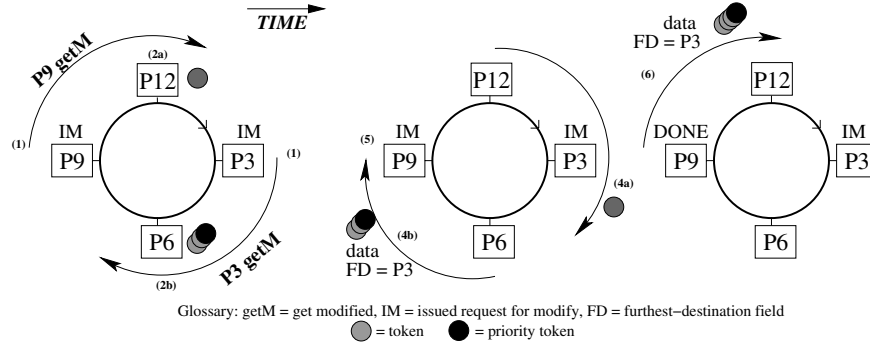 TIME
P9 getM
(2a)
P12
(1)
IM
P9
IM
P3
(1)
P6
(2b)
P3 getM
P12
(5)
IM
P9
IM
P3
(4a)
P6
(4b)
data
FD = P3
data
FD = P3
(6)
P12
DONE
P9
IM
P3
P6
Glossary: getM = get modified, IM = issued request for modify, FD = furthest−destination field
= token
= priority token